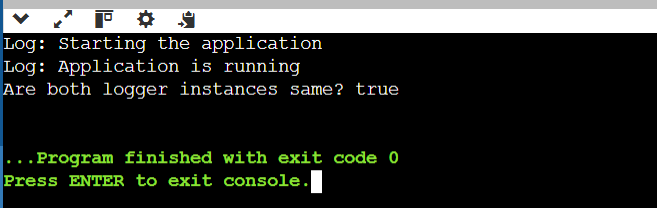 Log: Starting the application
Log: Application is running
Are both logger instances same? true
...Program finished with exit code 0
Press ENTER to exit console.